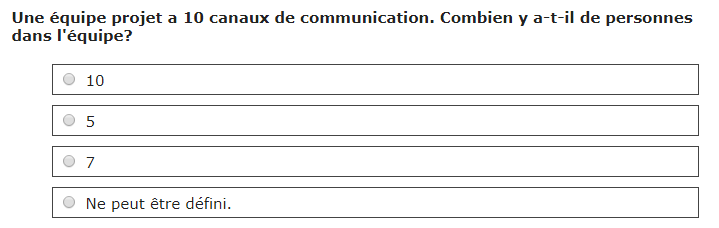 Une équipe projet a 10 canaux de communication. Combien y a-t-il de personnes
dans l'équipe?
10
5
7
Ne peut être défini.